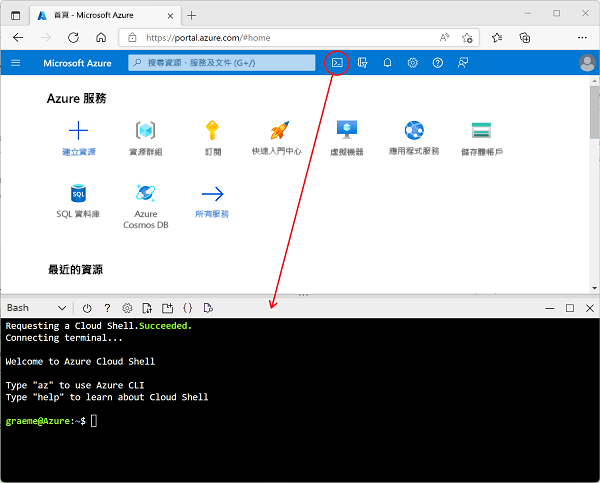 首頁 - Microsoft Azure
https://portal.azure.com/#home
Microsoft Azure
搜尋資源、服務及文件 (G+/)
Azure 服務
建立資源
資源群組
訂閱
快速入門中心
虛擬機器
應用程式服務
儲存體帳戶
SQL
SQL 資料庫
Azure
Cosmos DB
所有服務
最近的資源
Bash
Requesting a Cloud Shell.Succeeded.
Connecting terminal...
Welcome to Azure Cloud Shell
Type "az" to use Azure CLI
Type "help" to learn about Cloud Shell
graeme@Azure:~$